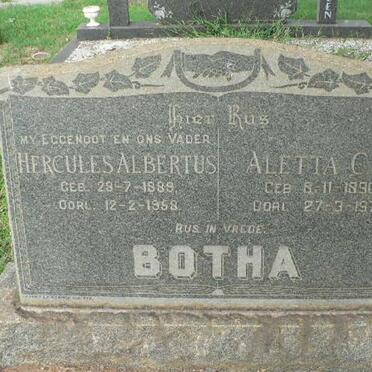 Hier Rus
MY EGGENOOT EN ONS VADER
HERCULES ALBERTUS
GEB. 29-7-1889,
OORL. 12-2-1958.
ALETTA C
GEB. 6-11-1890
OORL 27-3-19
RUS IN VREDE.
BOTHA